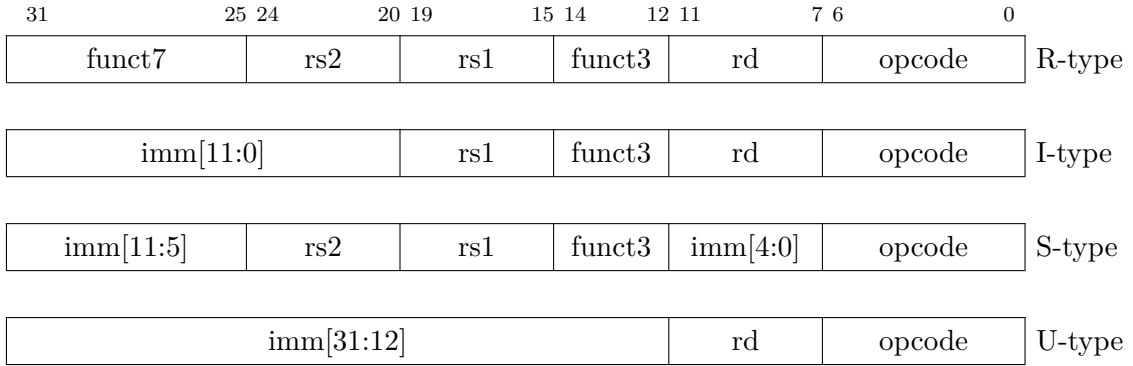 31 25 24 20 19 15 14 12 11 7 6 0
funct7 rs2 rs1 funct3 rd opcode R-type
imm[11:0] rs1 funct3 rd opcode I-type
imm[11:5] rs2 rs1 funct3 imm[4:0] opcode S-type
imm[31:12] rd opcode U-type